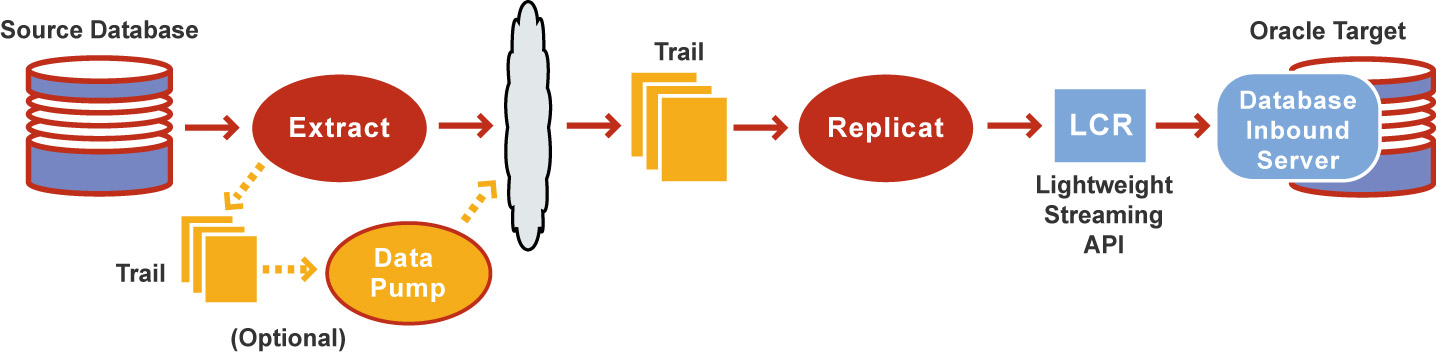 Source Database
Extract
Trail
Data
Pump
(Optional)
Trail
Replicat
LCR
Lightweight
Streaming
API
Oracle Target
Database
Inbound
Server